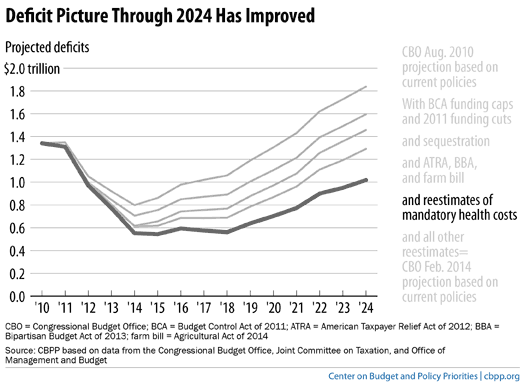 Deficit Picture Through 2024 Has Improved
Projected deficits
$2.0 trillion
1.8
1.6
1.4
1.2
1.0
0.8
0.6
0.4
0.2
0.0
'10 '11 '12 '13 '14 '15 '16 '17 '18 '19 '20 '21 '22 '23 '24
CBO Aug. 2010
projection based on
current policies
With BCA funding caps
and 2011 funding cuts
and sequestration
and ATRA, BBA,
and farm bill
and reestimates of
mandatory health costs
and all other
reestimates=
CBO Feb. 2014
projection based on
current policies
CBO = Congressional Budget Office; BCA = Budget Control Act of 2011; ATRA = American Taxpayer Relief Act of 2012; BBA =
Bipartisan Budget Act of 2013; farm bill = Agricultural Act of 2014
Source: CBPP based on data from the Congressional Budget Office, Joint Committee on Taxation, and Office of
Management and Budget
Center on Budget and Policy Priorities | cbpp.org